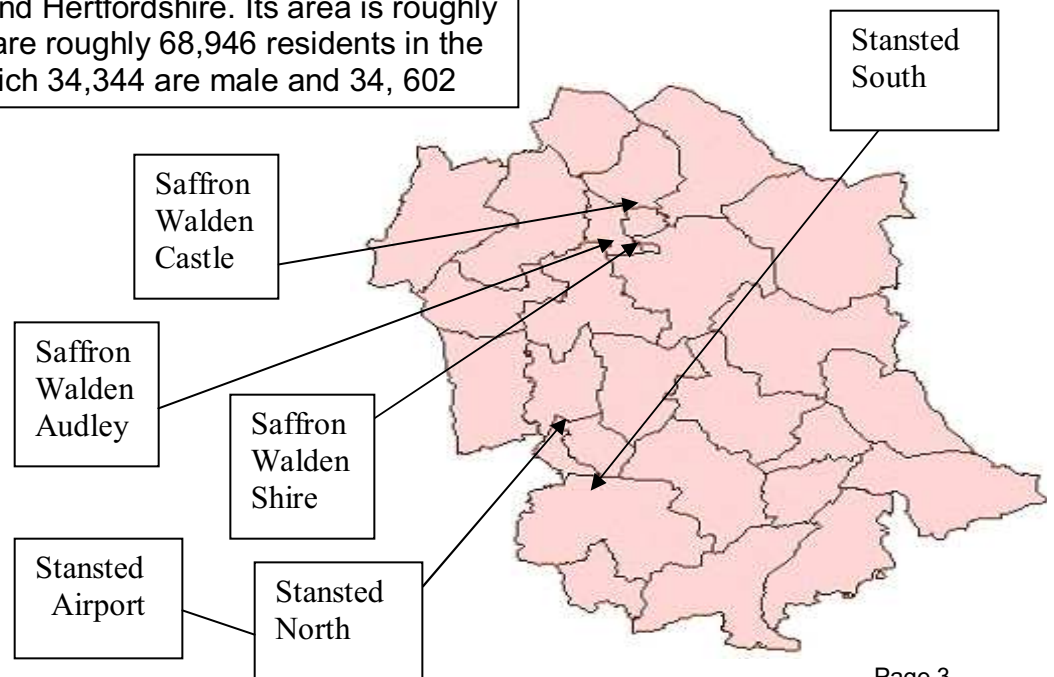 nd Hertfordshire. Its area is roughly
are roughly 68,946 residents in the
ich 34,344 are male and 34, 602
Stansted
South
Saffron
Walden
Castle
Saffron
Walden
Audley
Saffron
Walden
Shire
Stansted
Airport
Stansted
North
Page 3